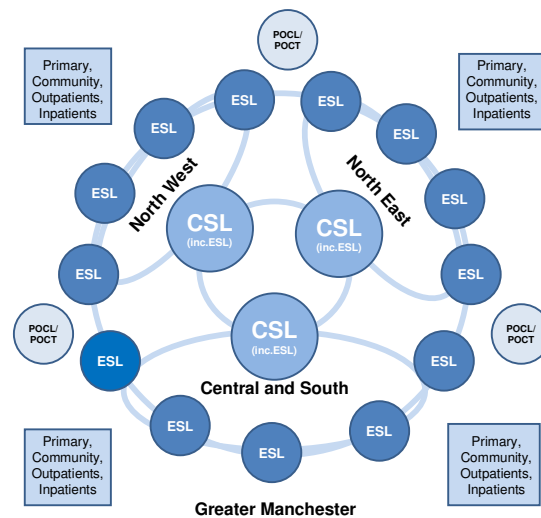 POCL/
POCT
Primary,
Community,
Outpatients,
Inpatients
Primary,
Community,
Outpatients,
Inpatients
ESL
ESL
ESL
ESL
ESL
ESL
North West
North East
CSL
(inc.ESL)
CSL
(inc.ESL)
ESL
ESL
POCL/
POCT
CSL
(inc.ESL)
POCL/
POCT
ESL
ESL
Central and South
ESL
ESL
ESL
Primary,
Community,
Outpatients,
Inpatients
Primary,
Community,
Outpatients,
Inpatients
Greater Manchester